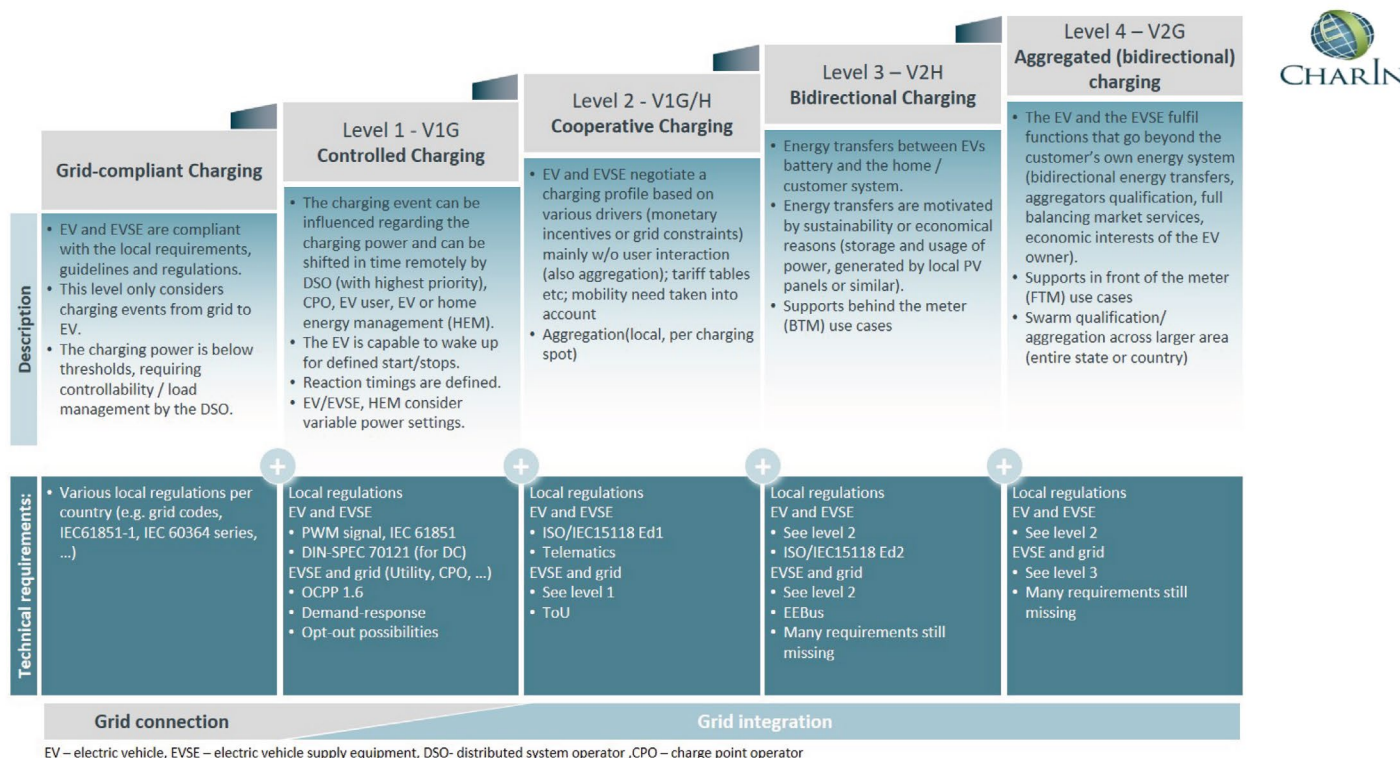 CHARIN
Grid-compliant Charging
Level 1 - V1G
Controlled Charging
Level 2 - V1G/H
Cooperative Charging
Level 3 – V2H
Bidirectional Charging
Level 4 – V2G
Aggregated (bidirectional)
charging
Description
• EV and EVSE are compliant
with the local requirements,
guidelines and regulations.
• This level only considers
charging events from grid to
EV.
• The charging power is below
thresholds, requiring
controllability / load
management by the DSO.
• The charging event can be
influenced regarding the
charging power and can be
shifted in time remotely by
DSO (with highest priority),
CPO, EV user, EV or home
energy management (HEM).
• The EV is capable to wake up
for defined start/stops.
• Reaction timings are defined.
• EV/EVSE, HEM consider
variable power settings.
• EV and EVSE negotiate a
charging profile based on
various drivers (monetary
incentives or grid constraints)
mainly w/o user interaction
(also aggregation); tariff tables
etc; mobility need taken into
account
• Aggregation(local, per charging
spot)
• Energy transfers between EVs
battery and the home /
customer system.
• Energy transfers are motivated
by sustainability or economical
reasons (storage and usage of
power, generated by local PV
panels or similar).
• Supports behind the meter
(BTM) use cases
• The EV and the EVSE fulfil
functions that go beyond the
customer's own energy system
(bidirectional energy transfers,
aggregators qualification, full
balancing market services,
economic interests of the EV
owner).
• Supports in front of the meter
(FTM) use cases
• Swarm qualification/
aggregation across larger area
(entire state or country)
+
+
+
+
Technical requirements:
• Various local regulations per
country (e.g. grid codes,
IEC61851-1, IEC 60364 series,
...)
Local regulations
EV and EVSE
• PWM signal, IEC 61851
• DIN-SPEC 70121 (for DC)
EVSE and grid (Utility, CPO, ...)
• OCPP 1.6
• Demand-response
• Opt-out possibilities
Local regulations
EV and EVSE
• ISO/IEC15118 Ed1
• Telematics
EVSE and grid
• See level 1
• ToU
Local regulations
EV and EVSE
• See level 2
• ISO/IEC15118 Ed2
EVSE and grid
• See level 2
• EEBus
• Many requirements still
missing
Local regulations
EV and EVSE
• See level 2
EVSE and grid
• See level 3
• Many requirements still
missing
Grid connection
Grid integration
EV – electric vehicle, EVSE – electric vehicle supply equipment, DSO- distributed system operator ,CPO – charge point operator